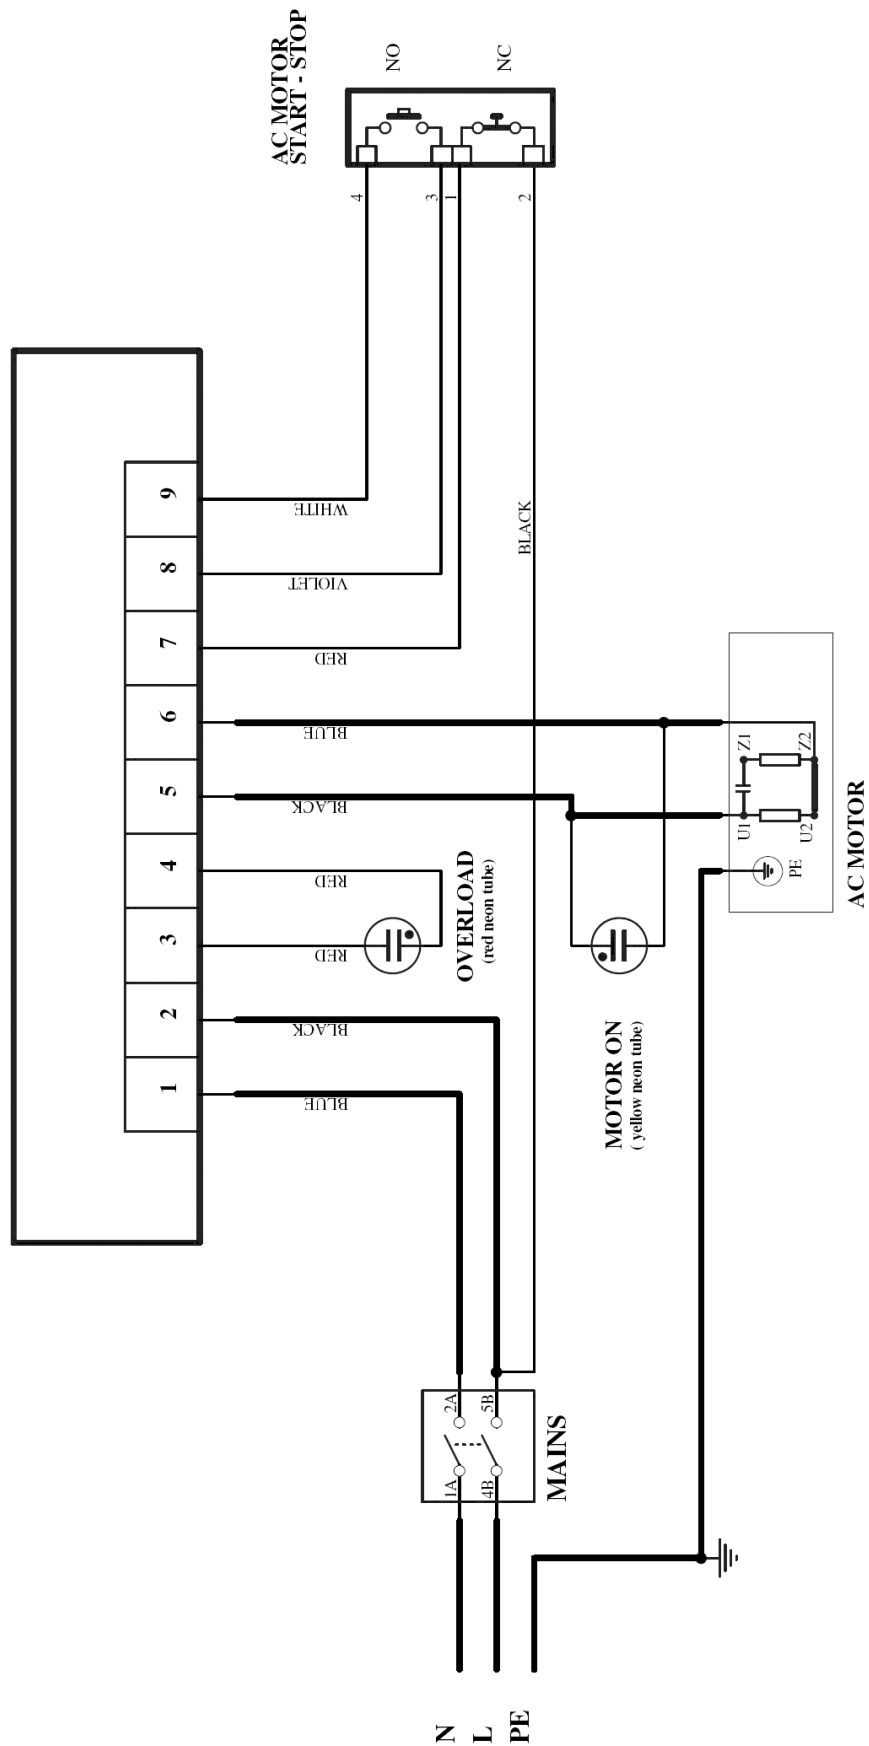 AC MOTOR
START - STOP
NO
NC
4
3
1
2
9
8
7
6
5
4
3
2
1
WHITE
VIOLET
RED
BLUE
BLACK
RED
RED
BLACK
BLUE
BLACK
OVERLOAD
(red neon tube)
MOTOR ON
( yellow neon tube)
Z1
Z2
U1
U2
PE
AC MOTOR
2A
5B
1A
4B
MAINS
N
L
PE